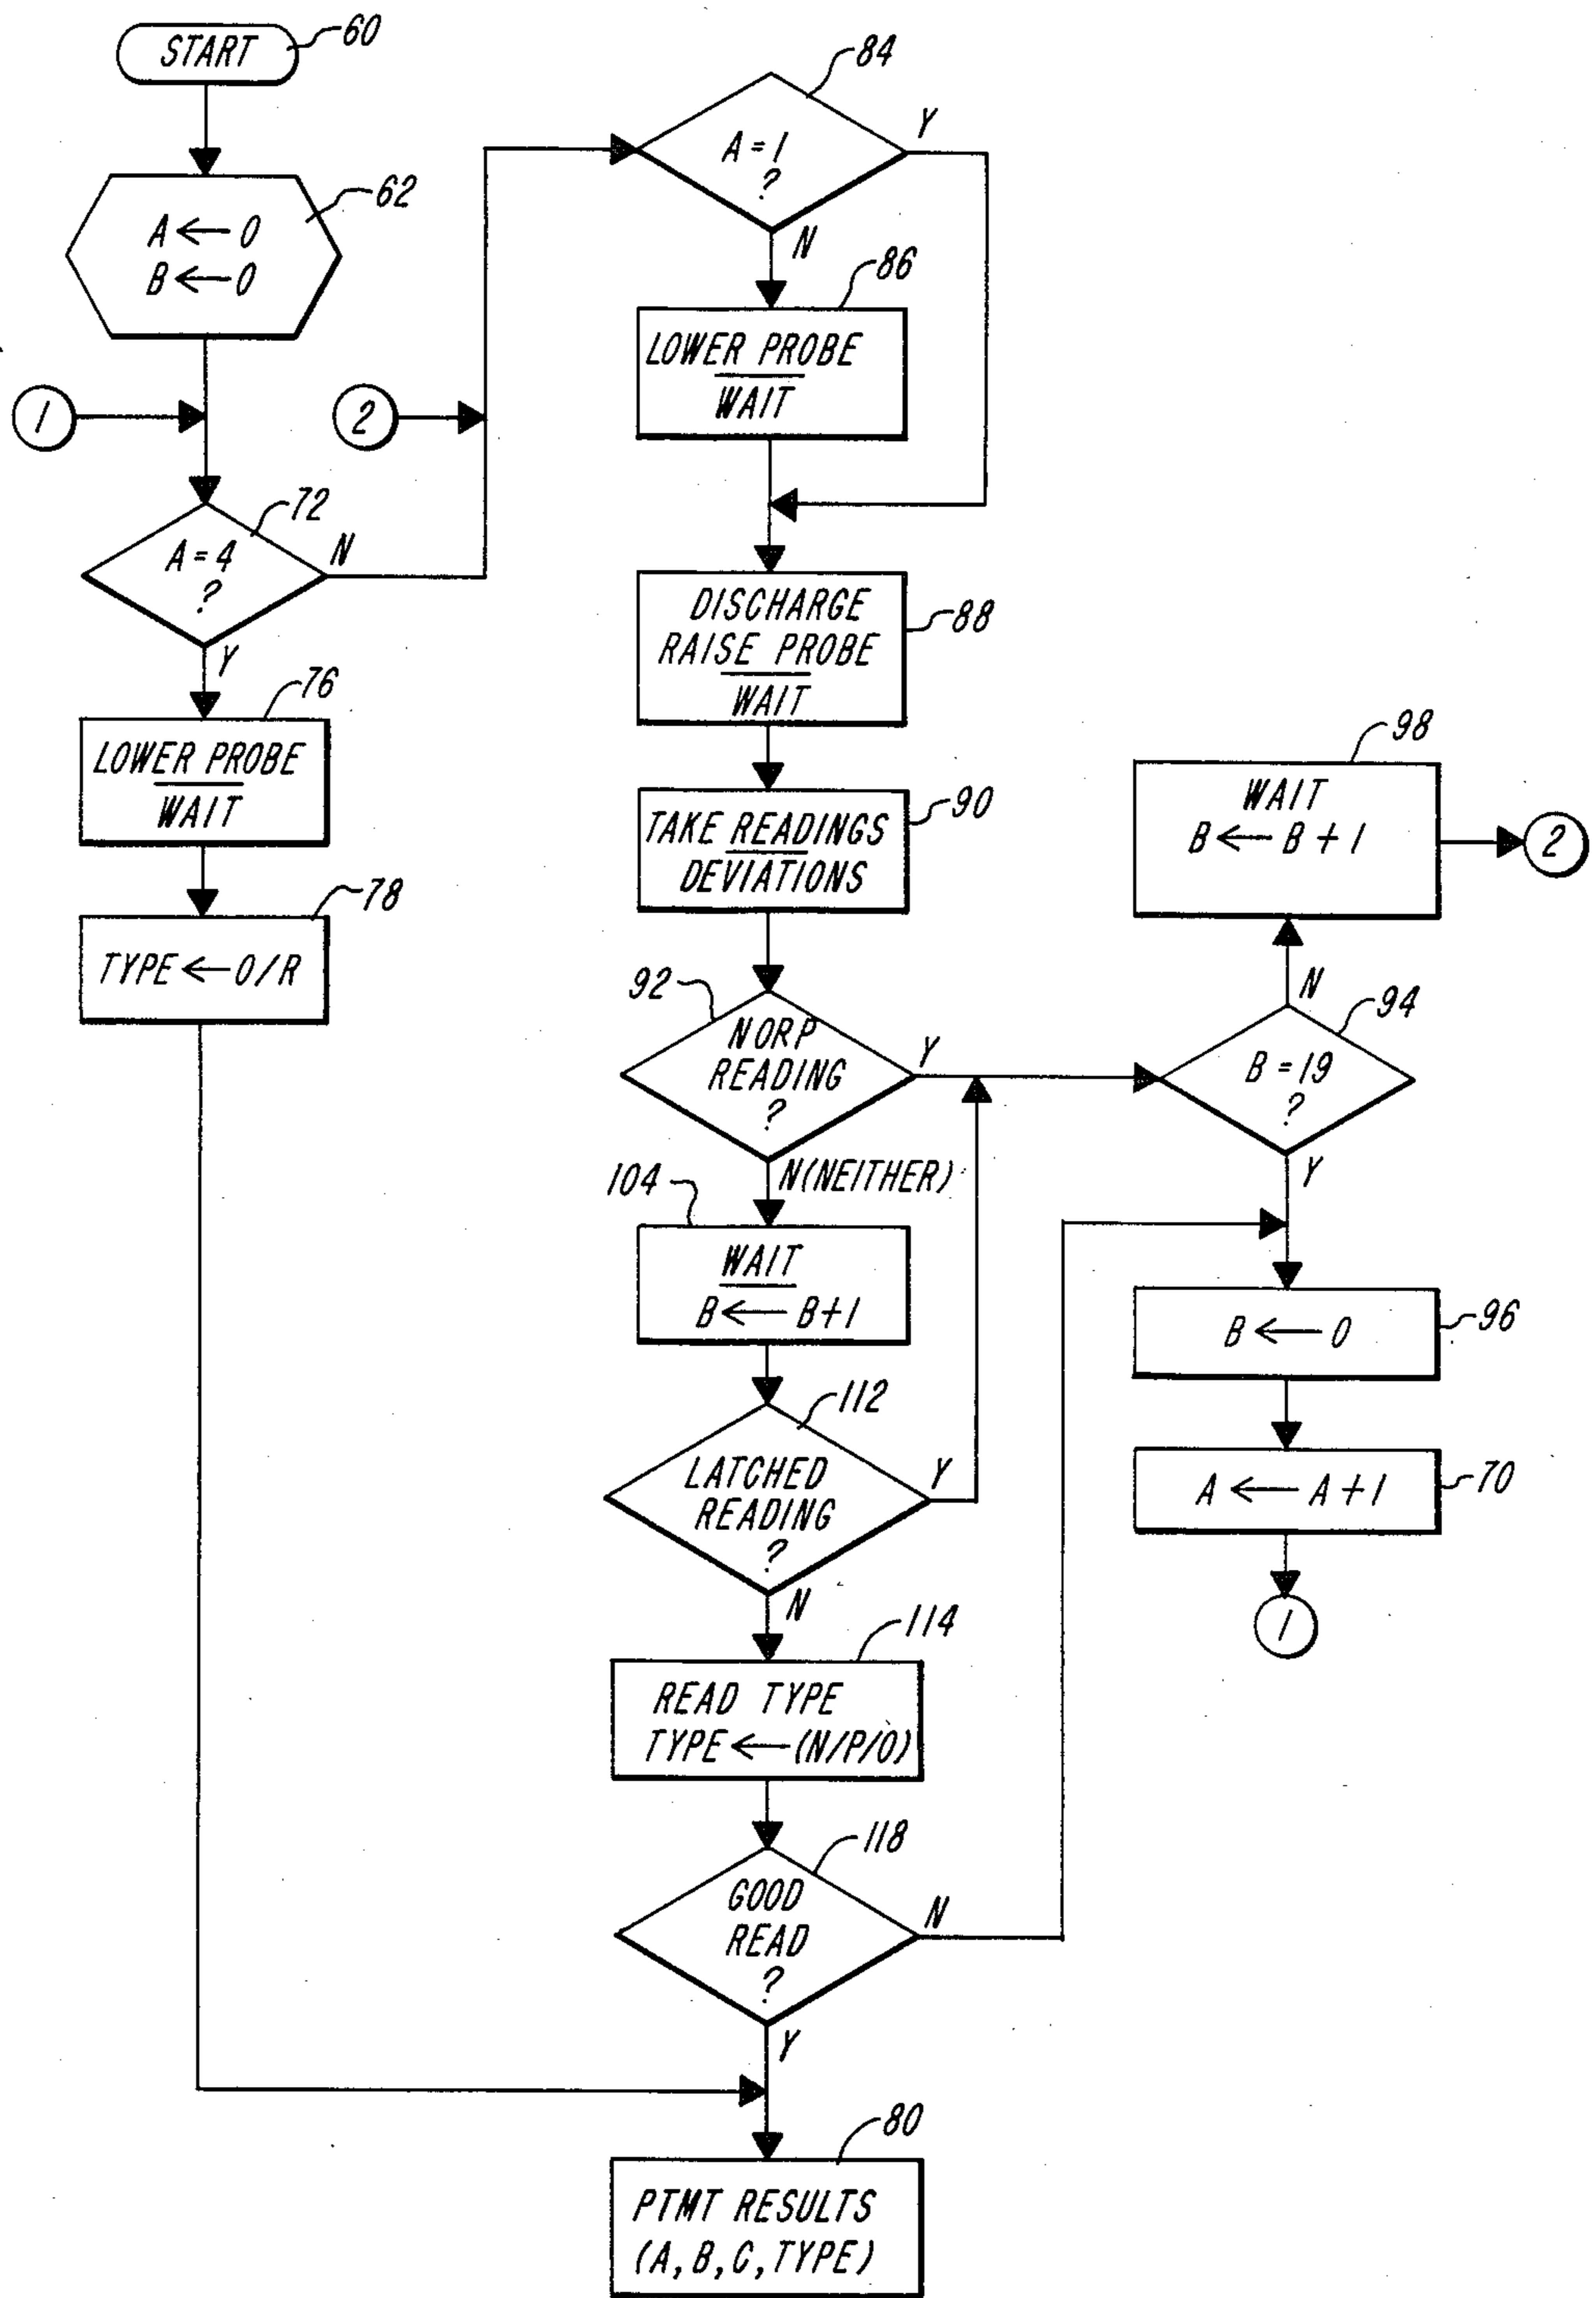 START
60
62
A ← 0
B ← 0
1
72
A = 4
?
N
Y
76
LOWER PROBE
WAIT
78
TYPE ← O/R
2
84
A = 1
?
Y
N
86
LOWER PROBE
WAIT
DISCHARGE
RAISE PROBE
WAIT
88
90
TAKE READINGS
DEVIATIONS
92
NORP
READING
?
Y
N(NEITHER)
104
WAIT
B ← B+1
112
LATCHED
READING
?
Y
N
114
READ TYPE
TYPE ← (N/P/O)
118
GOOD
READ
?
N
Y
80
PTMT RESULTS
(A, B, C, TYPE)
98
WAIT
B ← B + 1
2
N
94
B = 19
?
Y
B ← 0
96
A ← A + 1
70
1